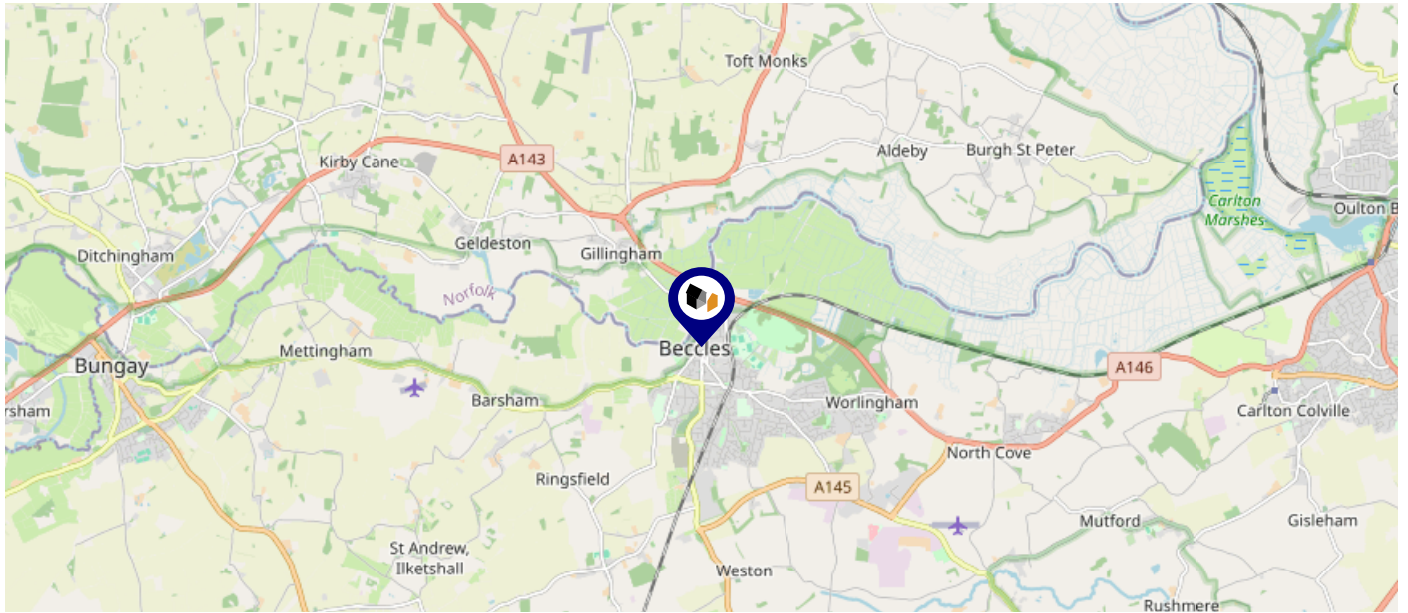 Toft Monks
Kirby Cane
A143
Aldeby
Burgh St Peter
Carlton
Marshes
Oulton B
Ditchingham
Geldeston
Gillingham
Norfolk
Beccles
Mettingham
Bungay
A146
Barsham
Worlingham
rsham
Carlton Colville
North Cove
Ringsfield
A145
Mutford
Gisleham
St Andrew,
Ilketshall
Weston
Rushmere